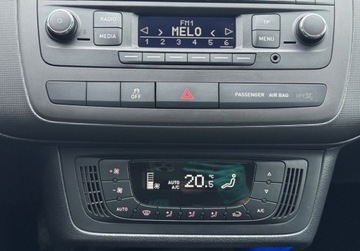 RADIO
MEDIA
FM1
MELO
1 2 3 4 5 6
TP
MENU
OFF
PASSENGER AIR BAG
AUTO
A/C
20.5 °C
AUTO
A/C